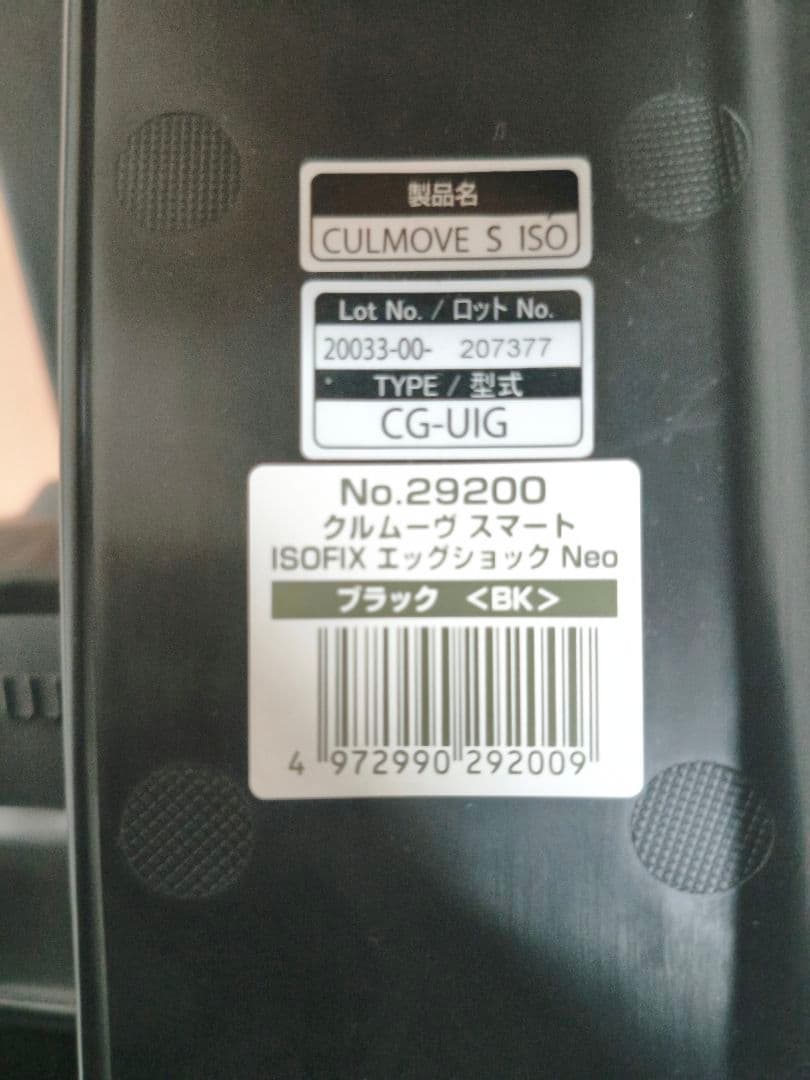 製品名
CULMOVE S ISO
Lot No. / ロット No.
20033-00- 207377
TYPE / 型式
CG-UIG
No.29200
クルムーヴ スマート
ISOFIX エッグショック Neo
ブラック <BK>
4 972990 292009